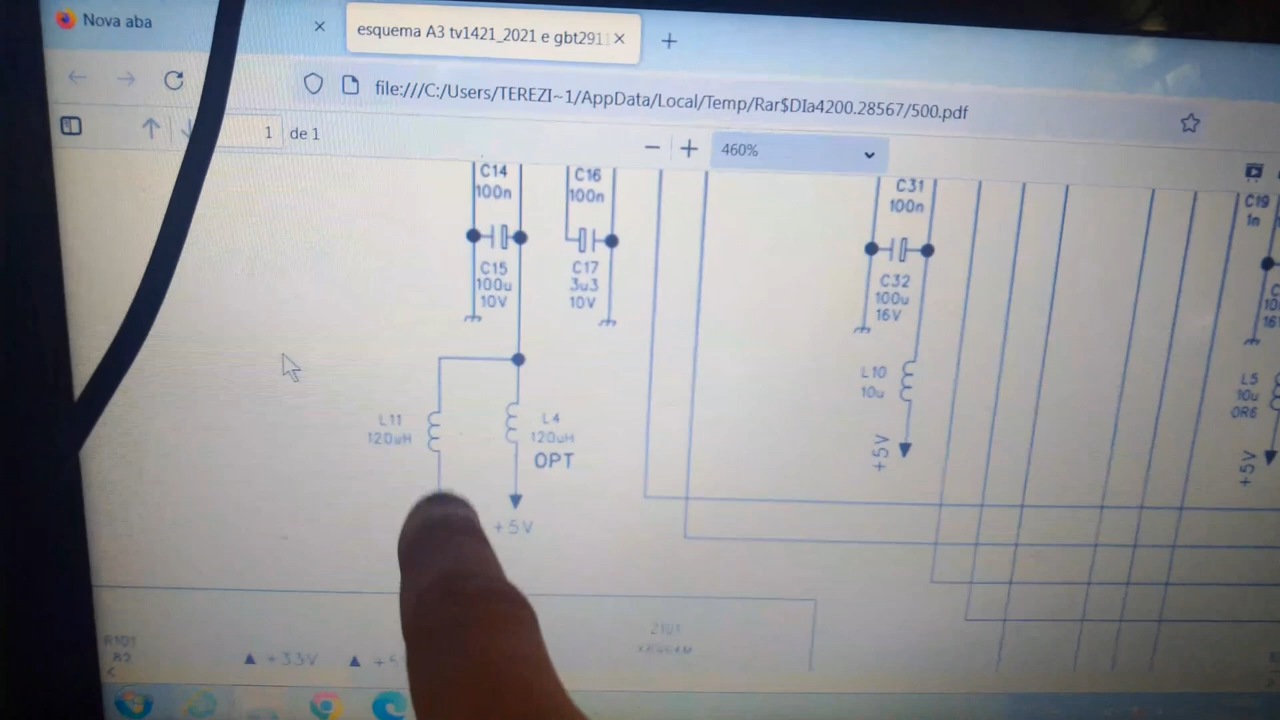 Nova aba
esquema A3 tv1421_2021 e gbt291
file:///C:/Users/TEREZI~1/AppData/Local/Temp/Rar$DIa4200.28567/500.pdf
1 de 1
460%
C14
100n
C16
100n
C31
100n
C19
1n
C15
100u
10V
C17
3u3
10V
C32
100u
16V
L11
120uH
L4
120uH
OPT
+5V
L10
10u
+5V
L5
10u
0R6
+5V
R101
+33V